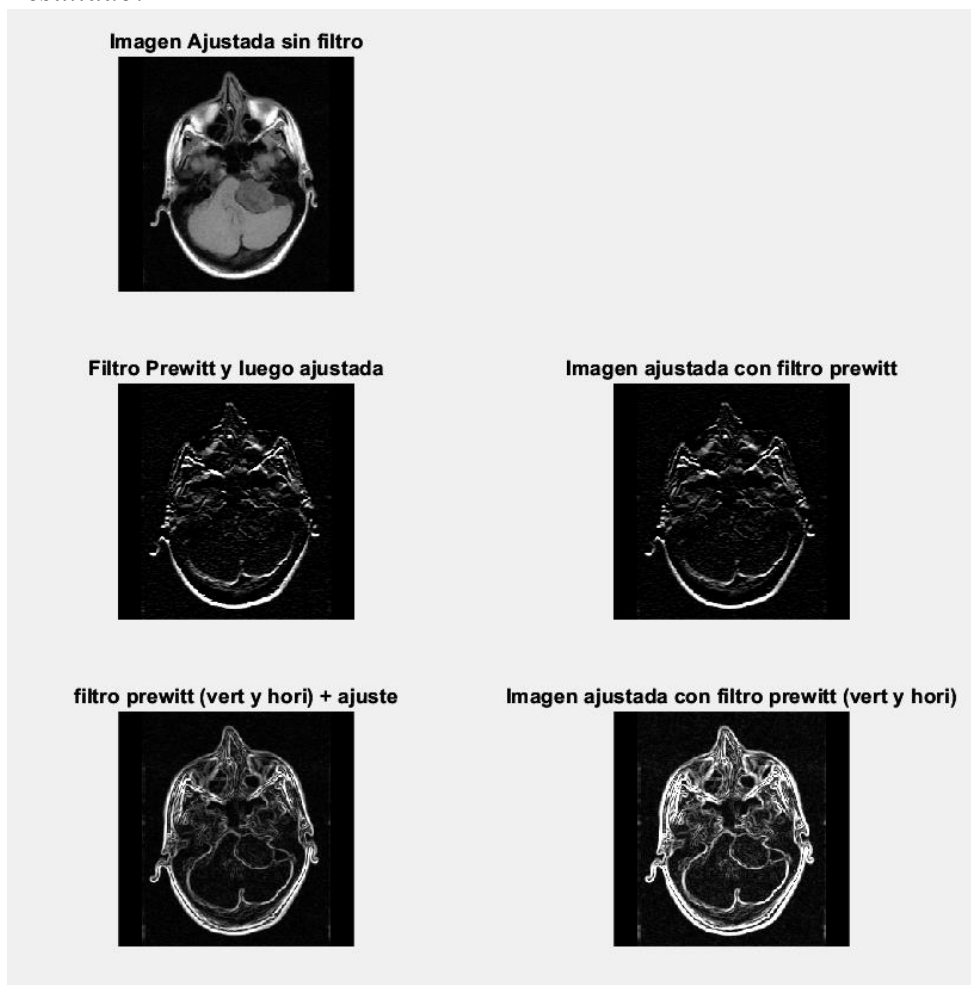 Imagen Ajustada sin filtro
Filtro Prewitt y luego ajustada
Imagen ajustada con filtro prewitt
filtro prewitt (vert y hori) + ajuste
Imagen ajustada con filtro prewitt (vert y hori)